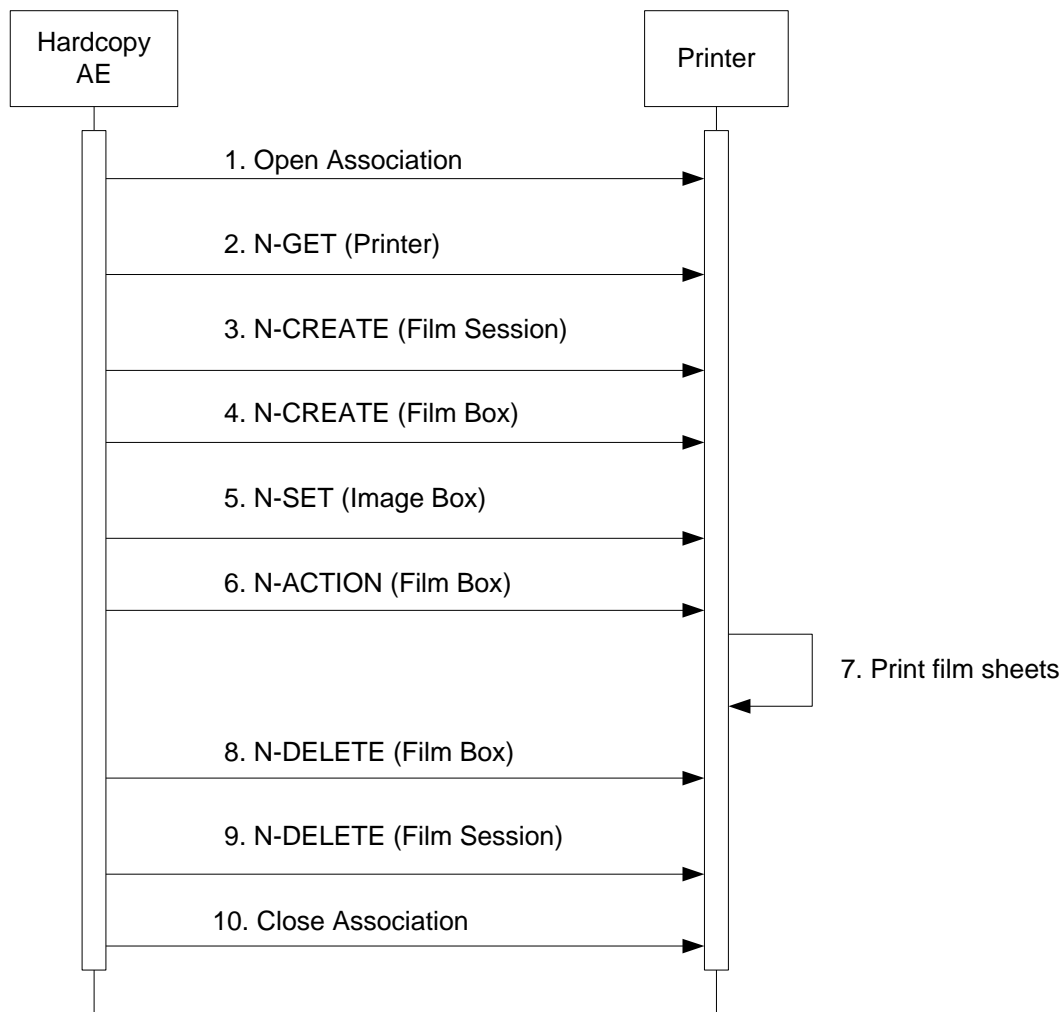 Hardcopy
AE
Printer
1. Open Association
2. N-GET (Printer)
3. N-CREATE (Film Session)
4. N-CREATE (Film Box)
5. N-SET (Image Box)
6. N-ACTION (Film Box)
7. Print film sheets
8. N-DELETE (Film Box)
9. N-DELETE (Film Session)
10. Close Association